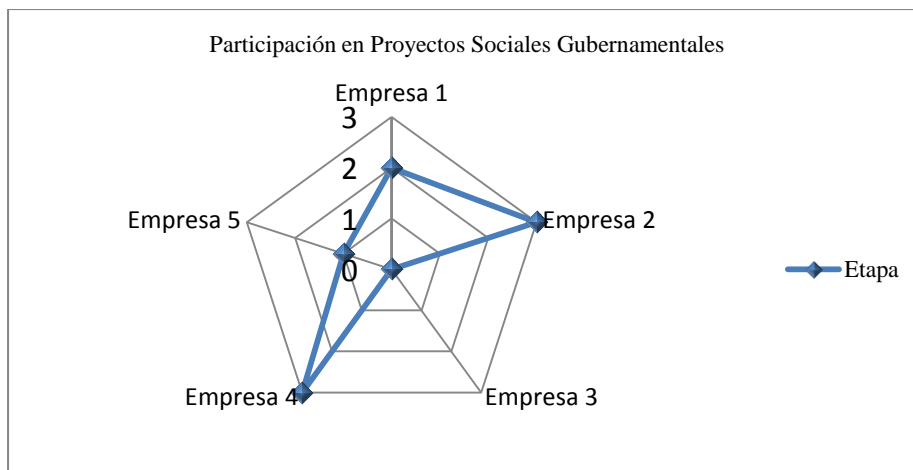 Participación en Proyectos Sociales Gubernamentales
Empresa 1
3
2
1
0
Empresa 2
Empresa 3
Empresa 4
Empresa 5
Etapa